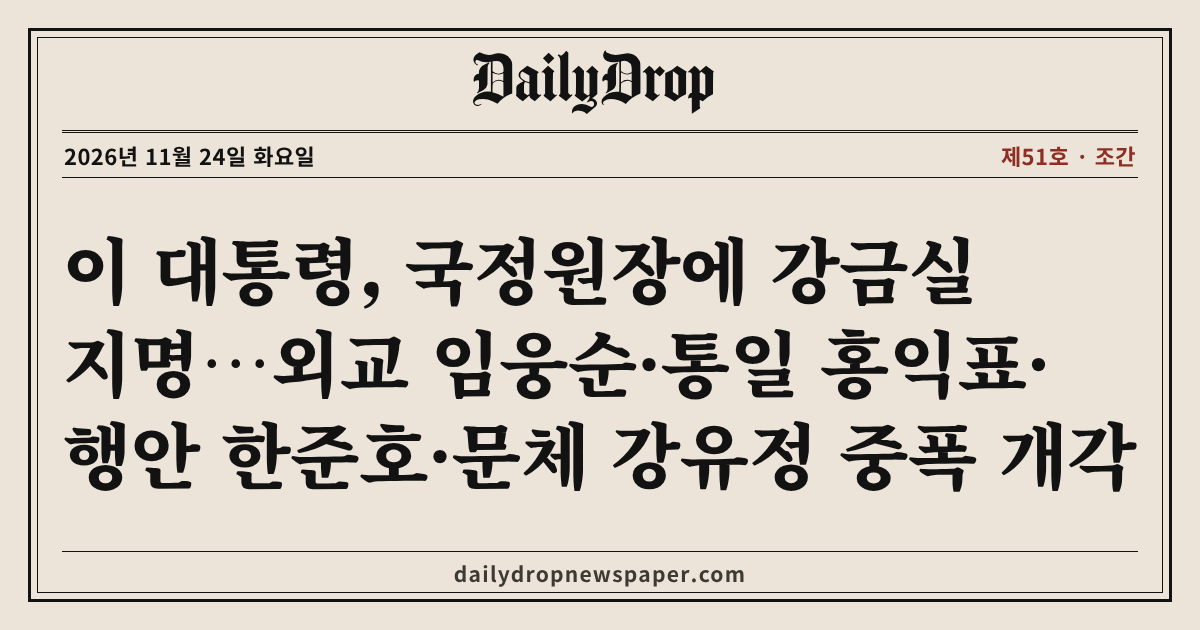 DailyDrop
2026년 11월 24일 화요일
제51호 · 조간
이 대통령, 국정원장에 강금실
지명…외교 임웅순·통일 홍익표·
행안 한준호·문체 강유정 중폭 개각
dailydropnewspaper.com